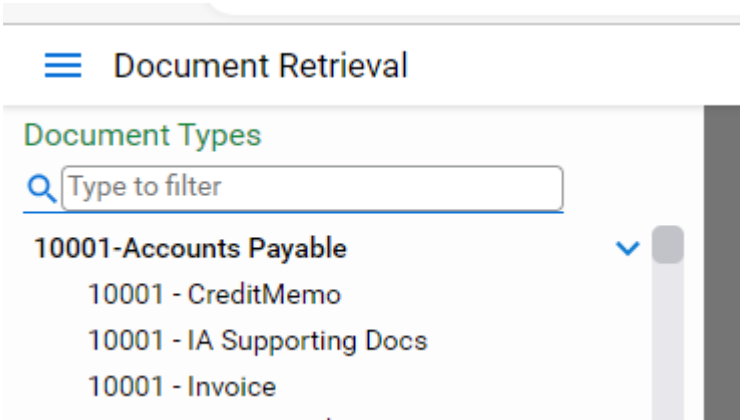 Document Retrieval
Document Types
Type to filter
10001-Accounts Payable
10001 - CreditMemo
10001 - IA Supporting Docs
10001 - Invoice